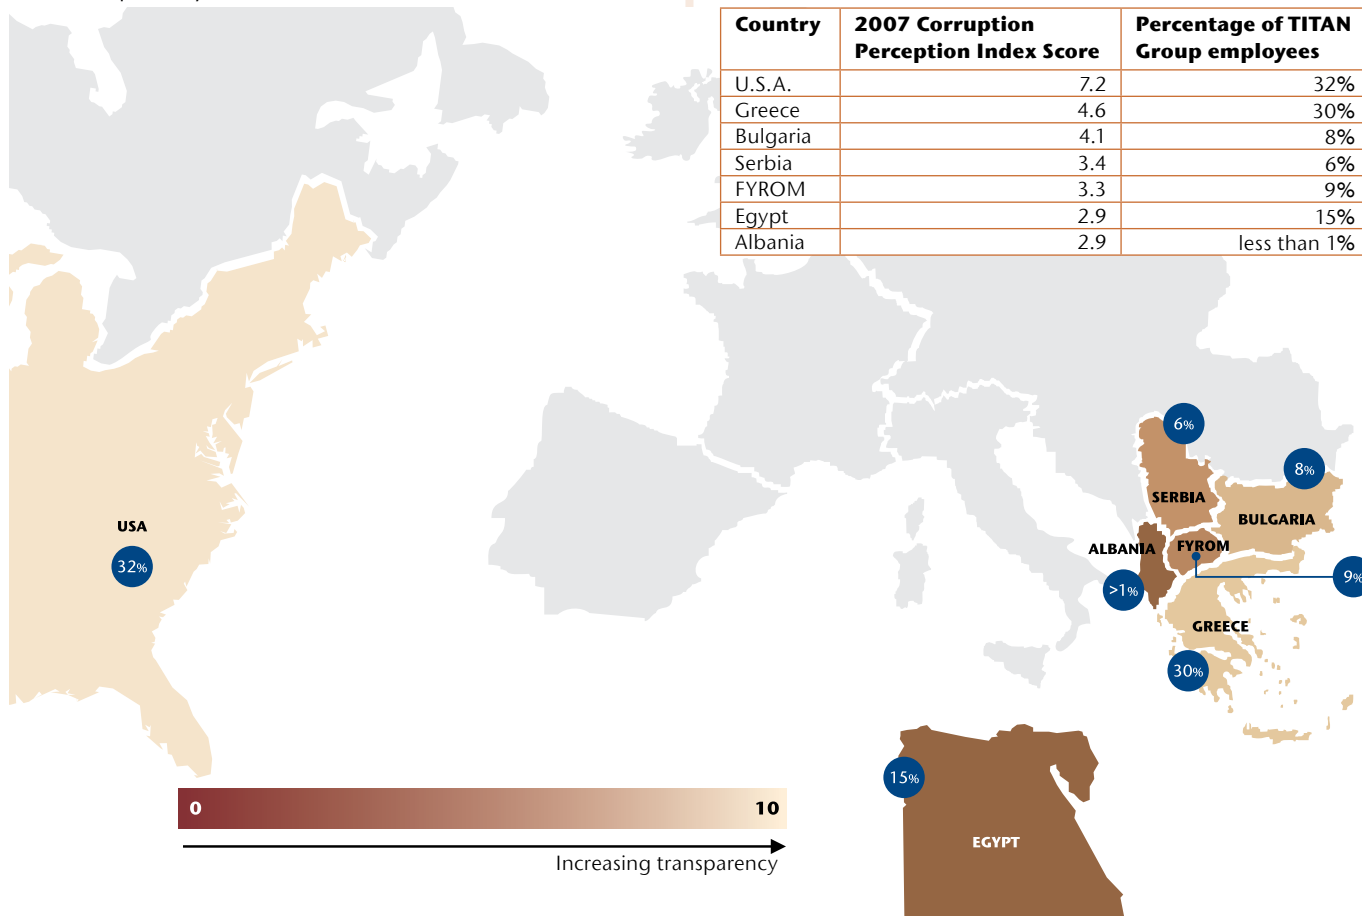 Country 2007 Corruption Perception Index Score Percentage of TITAN Group employees
U.S.A. 7.2 32%
Greece 4.6 30%
Bulgaria 4.1 8%
Serbia 3.4 6%
FYROM 3.3 9%
Egypt 2.9 15%
Albania 2.9 less than 1%
6%
8%
SERBIA
BULGARIA
USA
ALBANIA FYROM
32%
9%
>1%
GREECE
30%
15%
0 10
EGYPT
Increasing transparency